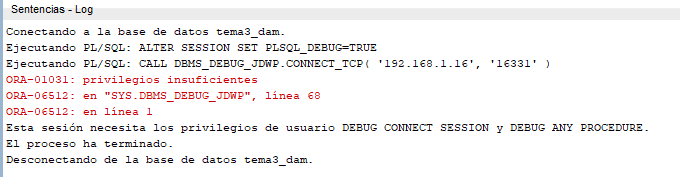 Sentencias - Log
Conectando a la base de datos tema3_dam.
Ejecutando PL/SQL: ALTER SESSION SET PLSQL_DEBUG=TRUE
Ejecutando PL/SQL: CALL DBMS_DEBUG_JDWP.CONNECT_TCP( '192.168.1.16', '16331' )
ORA-01031: privilegios insuficientes
ORA-06512: en "SYS.DBMS_DEBUG_JDWP", línea 68
ORA-06512: en línea 1
Esta sesión necesita los privilegios de usuario DEBUG CONNECT SESSION y DEBUG ANY PROCEDURE.
El proceso ha terminado.
Desconectando de la base de datos tema3_dam.